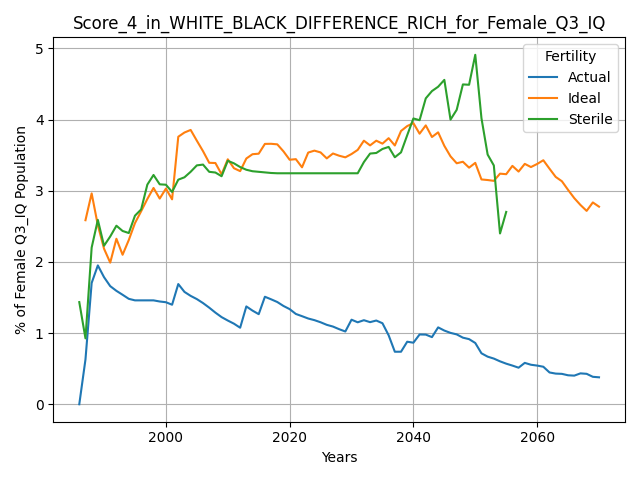 Score_4_in_WHITE_BLACK_DIFFERENCE_RICH_for_Female_Q3_IQ
Fertility
Actual
Ideal
Sterile
% of Female Q3_IQ Population
5
4
3
2
1
0
2000 2020 2040 2060
Years